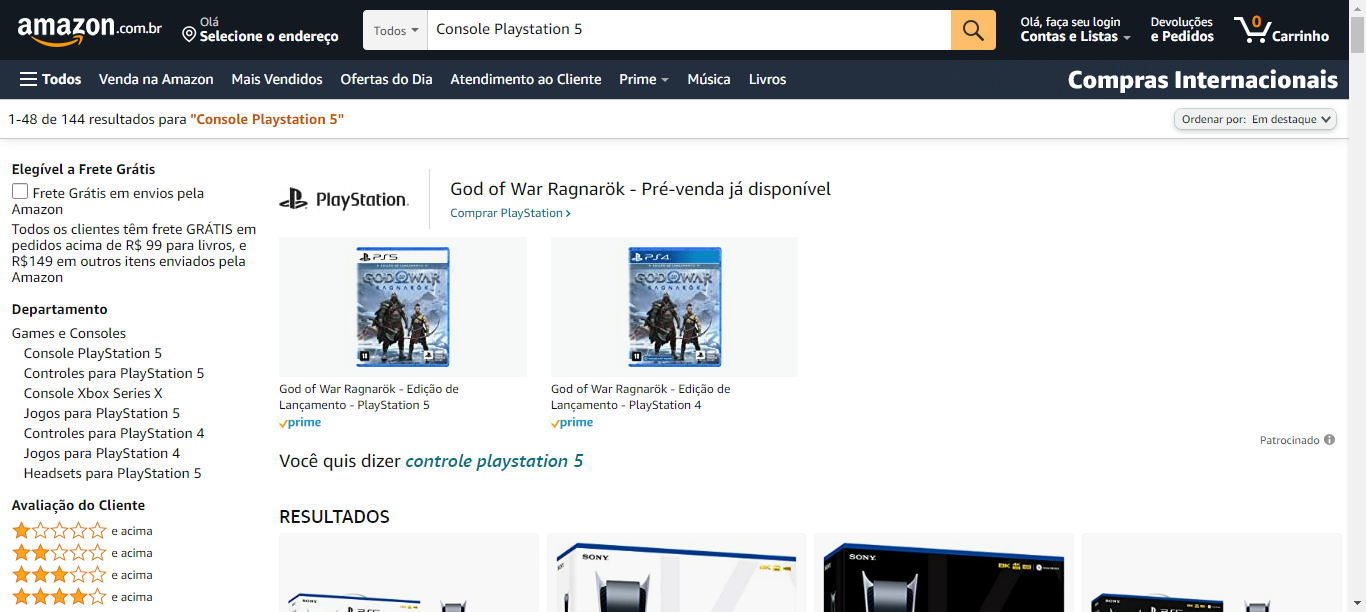 amazon.com.br
Olá
Selecione o endereço
Todos
Console Playstation 5
Olá, faça seu login
Contas e Listas
Devoluções
e Pedidos
0
Carrinho
Todos
Venda na Amazon
Mais Vendidos
Ofertas do Dia
Atendimento ao Cliente
Prime
Música
Livros
Compras Internacionais
1-48 de 144 resultados para "Console Playstation 5"
Ordenar por: Em destaque
Elegível a Frete Grátis
Frete Grátis em envios pela
Amazon
Todos os clientes têm frete GRÁTIS em
pedidos acima de R$ 99 para livros, e
R$149 em outros itens enviados pela
Amazon
Departamento
Games e Consoles
Console PlayStation 5
Controles para PlayStation 5
Console Xbox Series X
Jogos para PlayStation 5
Controles para PlayStation 4
Jogos para PlayStation 4
Headsets para PlayStation 5
Avaliação do Cliente
e acima
e acima
e acima
e acima
PlayStation.
God of War Ragnarök - Pré-venda já disponível
Comprar PlayStation ›
PS5
GOD OF WAR
RAGNARÖK
PS4
GOD OF WAR
RAGNARÖK
God of War Ragnarök - Edição de
Lançamento - PlayStation 5
prime
God of War Ragnarök - Edição de
Lançamento - PlayStation 4
prime
Patrocinado
Você quis dizer controle playstation 5
RESULTADOS
SONY
SONY
SONY
8K
SONY